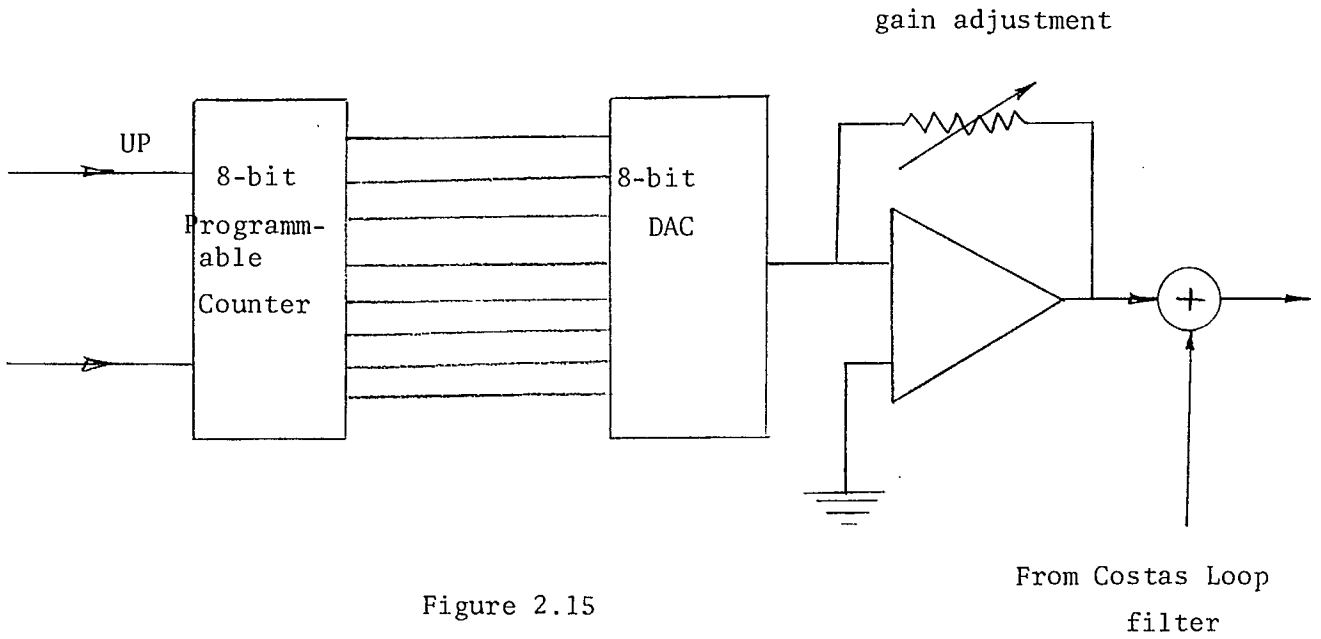 gain adjustment
UP
8-bit
Programm-
able
Counter
8-bit
DAC
+
From Costas Loop
filter
Figure 2.15